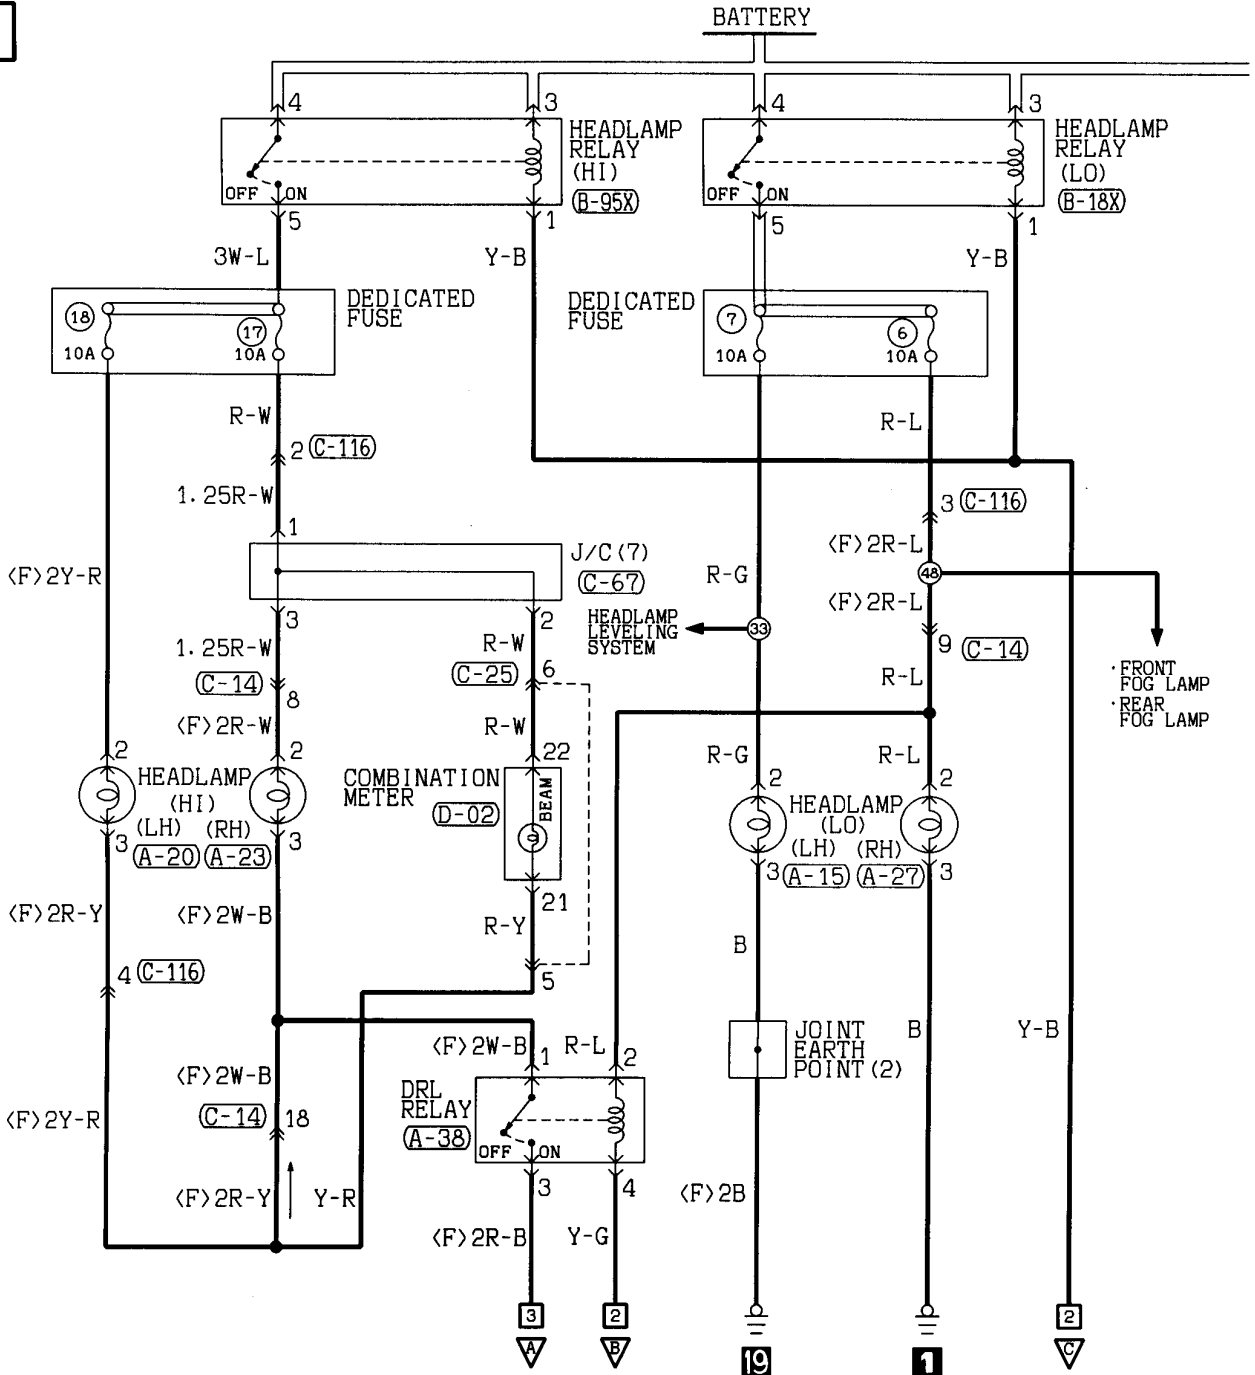 BATTERY
4
3
4
3
HEADLAMP
RELAY
(HI)
B-95X
HEADLAMP
RELAY
(LO)
B-18X
OFF
ON
OFF
ON
5
1
5
1
3W-L
Y-B
Y-B
DEDICATED
FUSE
DEDICATED
FUSE
18
17
10A
10A
7
6
10A
10A
R-W
R-L
2
C-116
1.25R-W
3
C-116
1
<F>2R-L
J/C(7)
C-67
<F>2Y-R
R-G
48
<F>2R-L
3
2
HEADLAMP
LEVELING
SYSTEM
33
1.25R-W
R-W
9
C-14
C-14
8
C-25
6
R-L
·FRONT
FOG LAMP
·REAR
FOG LAMP
<F>2R-W
R-W
R-G
R-L
2
2
22
2
2
HEADLAMP
(HI)
(LH)
(RH)
COMBINATION
METER
D-02
BEAM
HEADLAMP
(LO)
(LH)
(RH)
3
A-20
A-23
3
3
A-15
A-27
3
<F>2R-Y
<F>2W-B
21
R-Y
B
4
C-116
5
<F>2W-B
1
R-L
2
JOINT
EARTH
POINT(2)
B
Y-B
<F>2W-B
DRL
RELAY
A-38
<F>2Y-R
C-14
18
OFF
ON
<F>2R-Y
Y-R
3
4
<F>2B
<F>2R-B
Y-G
3
2
2
A
B
19
1
C